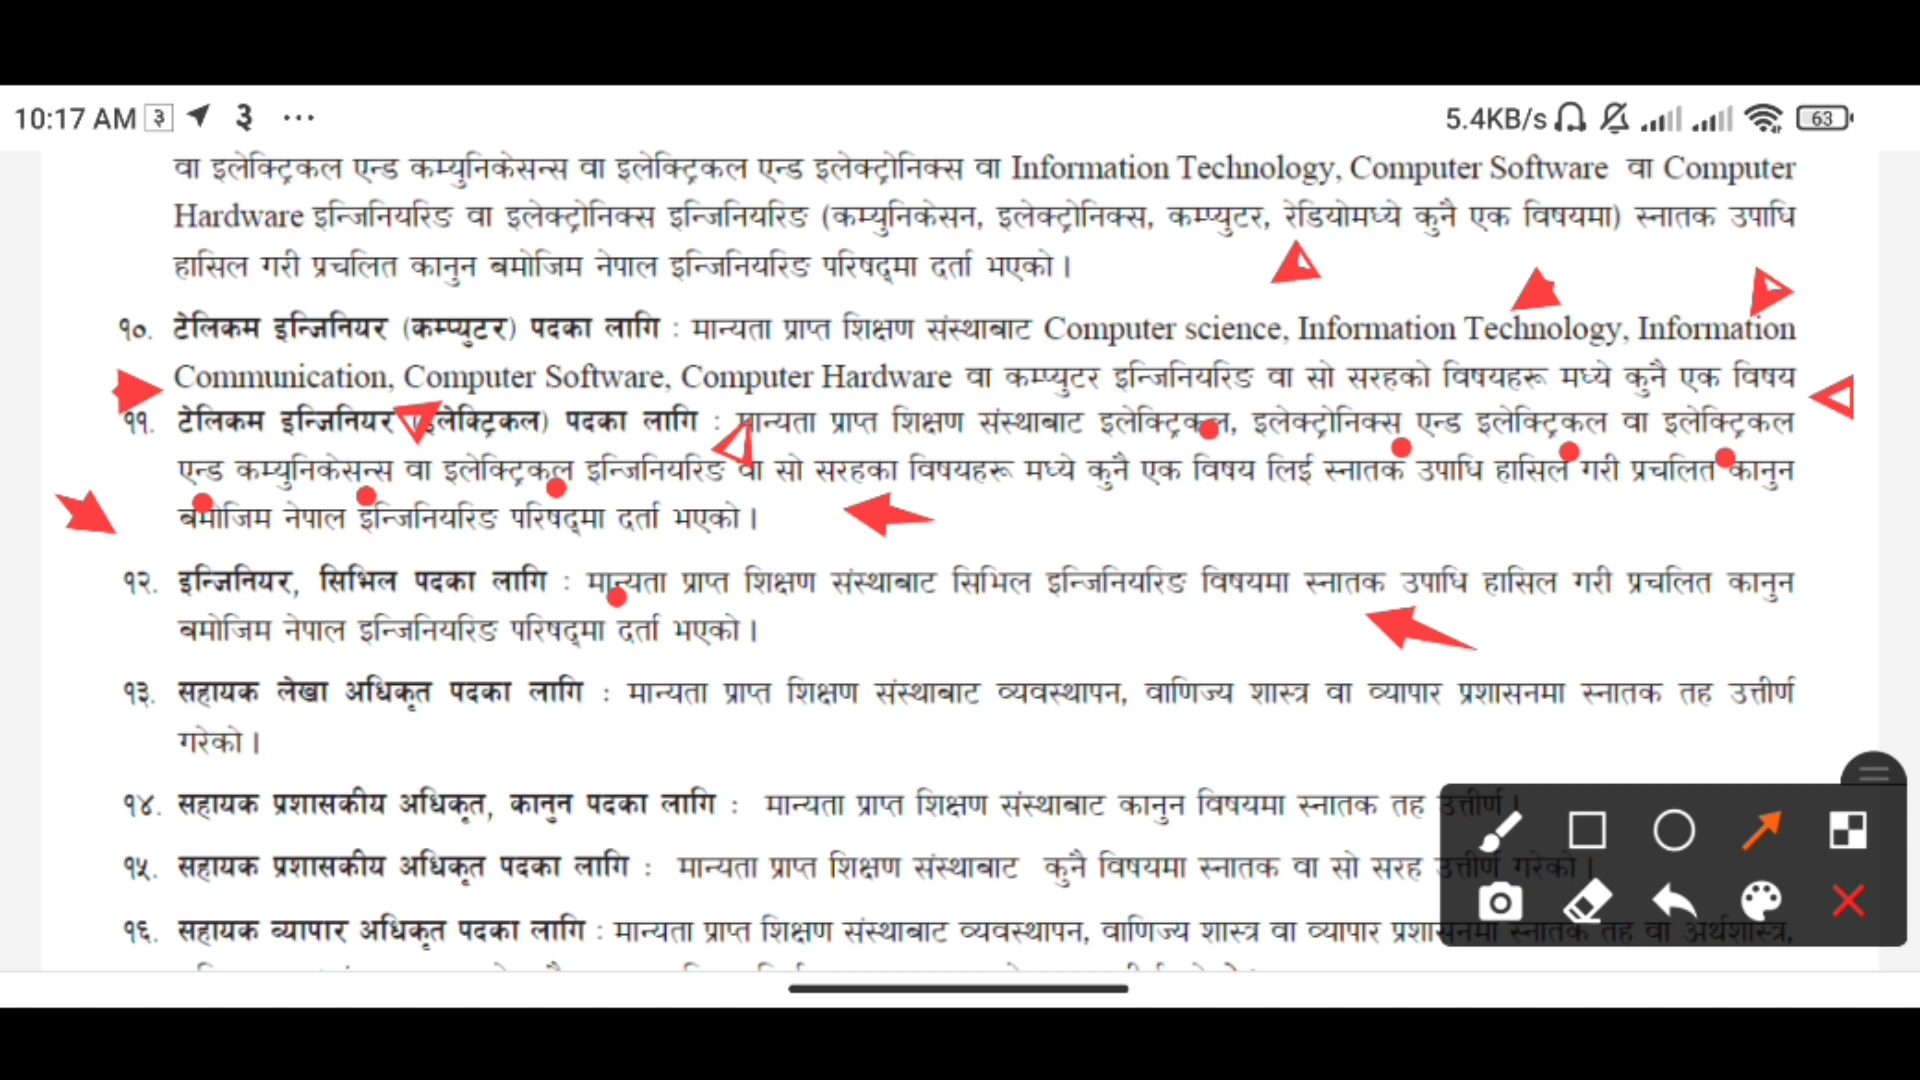 10:17 AM ३ ३ ...
5.4KB/s 63
वा इलेक्ट्रिकल एन्ड कम्युनिकेसन्स वा इलेक्ट्रिकल एन्ड इलेक्ट्रोनिक्स वा Information Technology, Computer Software वा Computer
Hardware इन्जिनियरिङ वा इलेक्ट्रोनिक्स इन्जिनियरिङ (कम्युनिकेसन, इलेक्ट्रोनिक्स, कम्प्युटर, रेडियोमध्ये कुनै एक विषयमा) स्नातक उपाधि
हासिल गरी प्रचलित कानुन बमोजिम नेपाल इन्जिनियरिङ परिषद्मा दर्ता भएको।
१०. टेलिकम इन्जिनियर (कम्प्युटर) पदका लागि : मान्यता प्राप्त शिक्षण संस्थाबाट Computer science, Information Technology, Information
Communication, Computer Software, Computer Hardware वा कम्प्युटर इन्जिनियरिङ वा सो सरहको विषयहरू मध्ये कुनै एक विषय
११. टेलिकम इन्जिनियर (इलेक्ट्रिकल) पदका लागि : मान्यता प्राप्त शिक्षण संस्थाबाट इलेक्ट्रिकल, इलेक्ट्रोनिक्स एन्ड इलेक्ट्रिकल वा इलेक्ट्रिकल
एन्ड कम्युनिकेसन्स वा इलेक्ट्रिकल इन्जिनियरिङ वा सो सरहका विषयहरू मध्ये कुनै एक विषय लिई स्नातक उपाधि हासिल गरी प्रचलित कानुन
बमोजिम नेपाल इन्जिनियरिङ परिषद्मा दर्ता भएको।
१२. इन्जिनियर, सिभिल पदका लागि : मान्यता प्राप्त शिक्षण संस्थाबाट सिभिल इन्जिनियरिङ विषयमा स्नातक उपाधि हासिल गरी प्रचलित कानुन
बमोजिम नेपाल इन्जिनियरिङ परिषद्मा दर्ता भएको।
१३. सहायक लेखा अधिकृत पदका लागि : मान्यता प्राप्त शिक्षण संस्थाबाट व्यवस्थापन, वाणिज्य शास्त्र वा व्यापार प्रशासनमा स्नातक तह उत्तीर्ण
गरेको।
१४. सहायक प्रशासकीय अधिकृत, कानुन पदका लागि : मान्यता प्राप्त शिक्षण संस्थाबाट कानुन विषयमा स्नातक तह उत्तीर्ण।
१५. सहायक प्रशासकीय अधिकृत पदका लागि : मान्यता प्राप्त शिक्षण संस्थाबाट कुनै विषयमा स्नातक वा सो सरह उत्तीर्ण गरेको।
१६. सहायक व्यापार अधिकृत पदका लागि : मान्यता प्राप्त शिक्षण संस्थाबाट व्यवस्थापन, वाणिज्य शास्त्र वा व्यापार प्रशासनमा स्नातक तह वा अर्थशास्त्र,